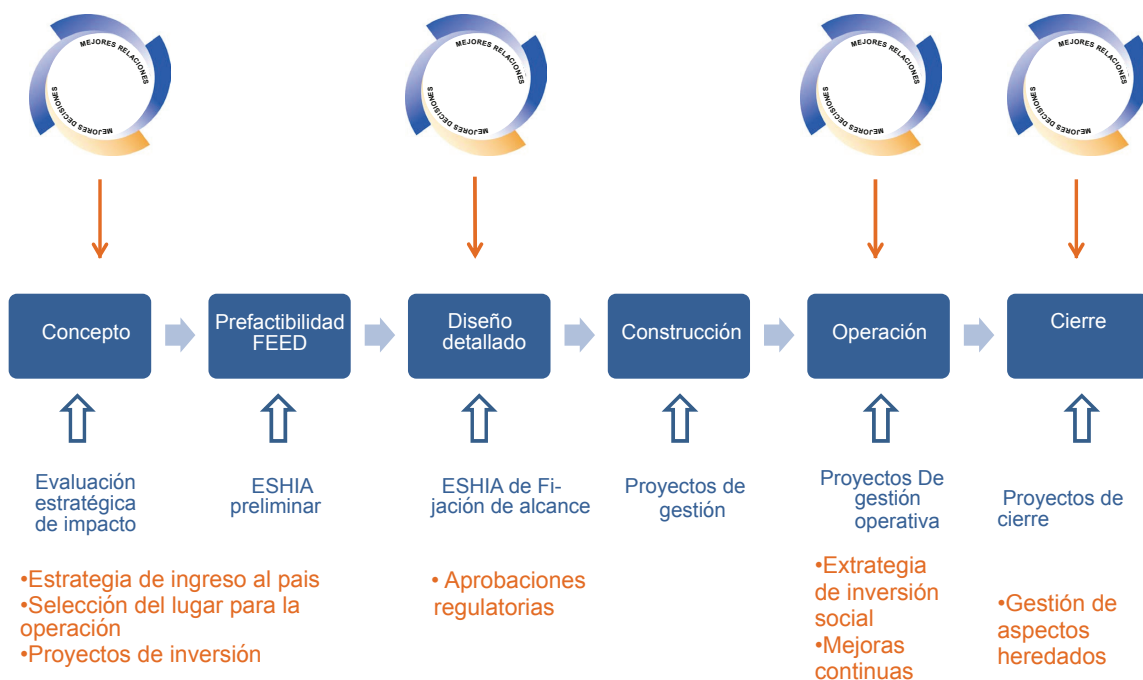 MEJORES RELACIONES
MEJORES DECISIONES
MEJORES RELACIONES
MEJORES DECISIONES
MEJORES RELACIONES
MEJORES DECISIONES
MEJORES RELACIONES
MEJORES DECISIONES
Concepto
Prefactibilidad
FEED
Diseño
detallado
Construcción
Operación
Cierre
Evaluación
estratégica
de impacto
ESHIA
preliminar
ESHIA de Fi-
jación de alcance
Proyectos de
gestión
Proyectos De
gestión
operativa
Proyectos de
cierre
•Estrategia de ingreso al pais
•Selección del lugar para la
operación
•Proyectos de inversión
• Aprobaciones
regulatorias
•Extrategia
de inversión
social
•Mejoras
continuas
•Gestión de
aspectos
heredados